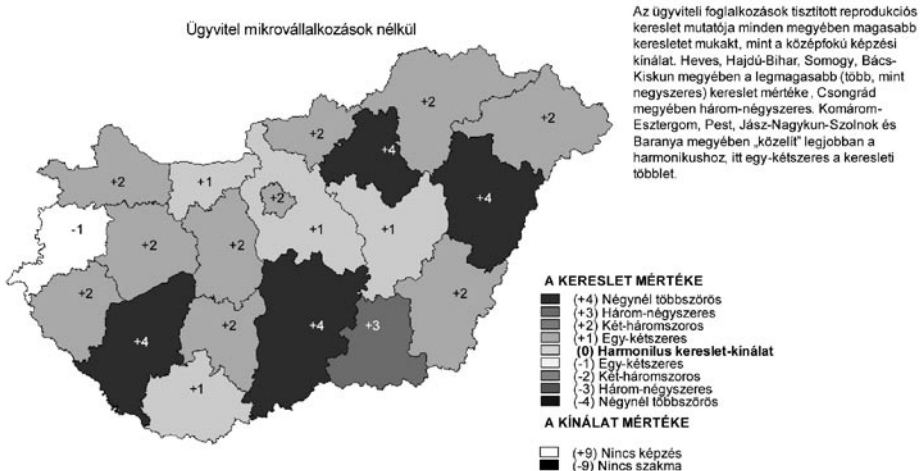 Ügyvitel mikrovállalkozások nélkül
Az ügyviteli foglalkozások tisztított reprodukciós
kereslet mutatója minden megyében magasabb
keresletet mukakt, mint a középfokú képzési
kínálat. Heves, Hajdú-Bihar, Somogy, Bács-
Kiskun megyében a legmagasabb (több, mint
negyszeres) kereslet mértéke, Csongrád
megyében három-négyszeres. Komárom-
Esztergom, Pest, Jász-Nagykun-Szolnok és
Baranya megyében „közelít" legjobban a
harmonikushoz, itt egy-kétszeres a keresleti
többlet.
+2
+2
+2
+4
+2
+1
+2
+4
-1
+2
+2
+1
+1
+2
+2
+4
+2
+4
+3
+1
A KERESLET MÉRTÉKE
(+4) Négynél többszörös
(+3) Három-négyszeres
(+2) Két-háromszoros
(+1) Egy-kétszeres
(0) Harmonilus kereslet-kínálat
(-1) Egy-kétszeres
(-2) Két-háromszoros
(-3) Három-négyszeres
(-4) Négynél többszörös
A KÍNÁLAT MÉRTÉKE
(+9) Nincs képzés
(-9) Nincs szakma